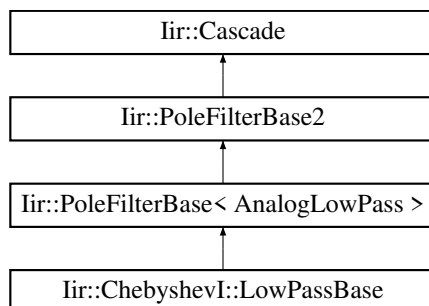 Iir::Cascade
Iir::PoleFilterBase2
Iir::PoleFilterBase< AnalogLowPass >
Iir::ChebyshevI::LowPassBase